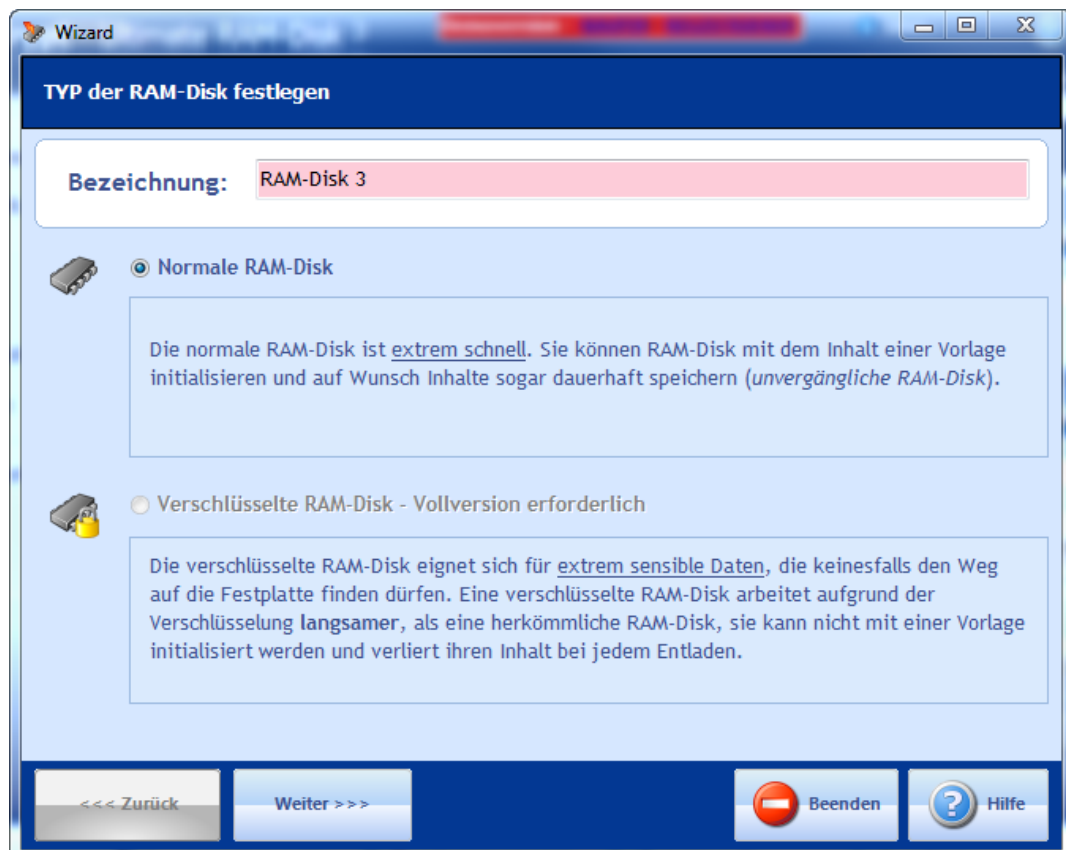 Wizard
TYP der RAM-Disk festlegen
Bezeichnung: RAM-Disk 3
Normale RAM-Disk
Die normale RAM-Disk ist extrem schnell. Sie können RAM-Disk mit dem Inhalt einer Vorlage
initialisieren und auf Wunsch Inhalte sogar dauerhaft speichern (unvergängliche RAM-Disk).
Verschlüsselte RAM-Disk - Vollversion erforderlich
Die verschlüsselte RAM-Disk eignet sich für extrem sensible Daten, die keinesfalls den Weg
auf die Festplatte finden dürfen. Eine verschlüsselte RAM-Disk arbeitet aufgrund der
Verschlüsselung langsamer, als eine herkömmliche RAM-Disk, sie kann nicht mit einer Vorlage
initialisiert werden und verliert ihren Inhalt bei jedem Entladen.
<<< Zurück Weiter >>> Beenden Hilfe